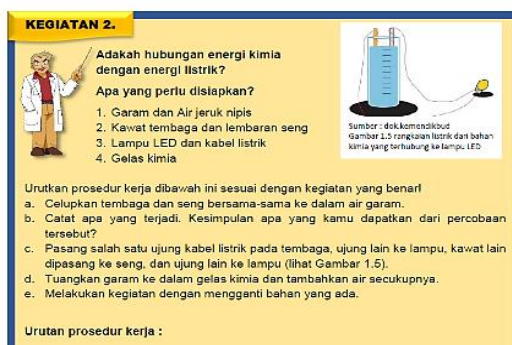 KEGIATAN 2.
Adakah hubungan energi kimia
dengan energi listrik?
Apa yang perlu disiapkan?
1. Garam dan Air jeruk nipis
2. Kawat tembaga dan lembaran seng
3. Lampu LED dan kabel listrik
4. Gelas kimia
Sumber : dok.kemendikbud
Gambar 1.5 rangkaian listrik dari bahan
kimia yang terhubung ke lampu LED
Urutkan prosedur kerja dibawah ini sesuai dengan kegiatan yang benar!
a. Celupkan tembaga dan seng bersama-sama ke dalam air garam.
b. Catat apa yang terjadi. Kesimpulan apa yang kamu dapatkan dari percobaan
tersebut?
c. Pasang salah satu ujung kabel listrik pada tembaga, ujung lain ke lampu, kawat lain
dipasang ke seng, dan ujung lain ke lampu (lihat Gambar 1.5).
d. Tuangkan garam ke dalam gelas kimia dan tambahkan air secukupnya.
e. Melakukan kegiatan dengan mengganti bahan yang ada.
Urutan prosedur kerja :